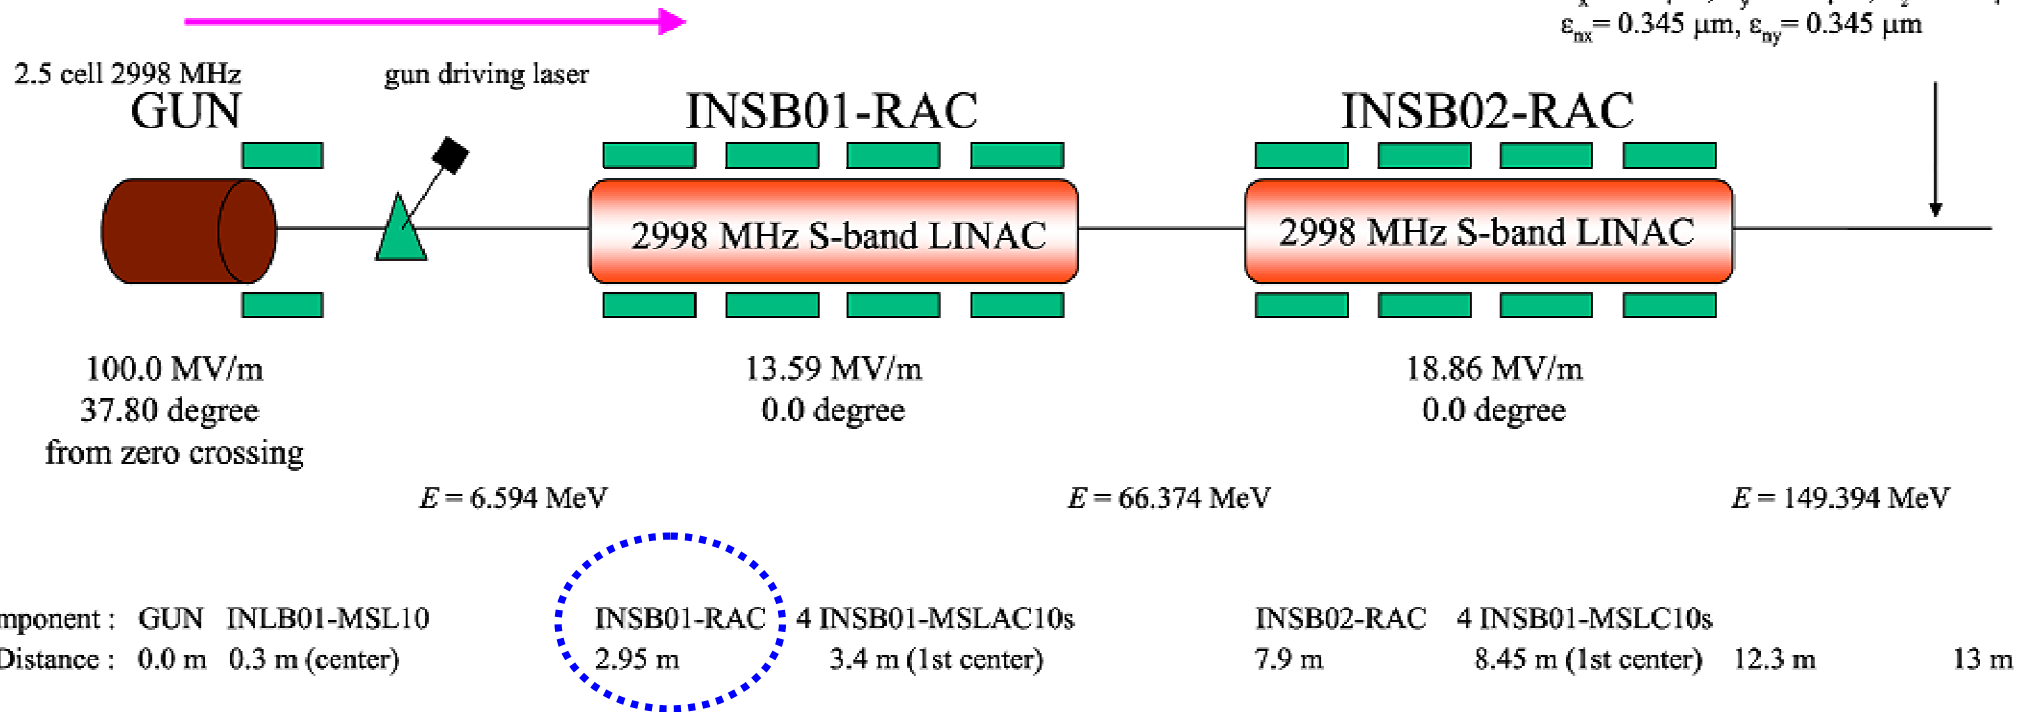 εnx= 0.345 μm, εny= 0.345 μm
2.5 cell 2998 MHz
gun driving laser
GUN
INSB01-RAC
INSB02-RAC
2998 MHz S-band LINAC
2998 MHz S-band LINAC
100.0 MV/m
37.80 degree
from zero crossing
13.59 MV/m
0.0 degree
18.86 MV/m
0.0 degree
E = 6.594 MeV
E = 66.374 MeV
E = 149.394 MeV
mponent : GUN INLB01-MSL10 INSB01-RAC 4 INSB01-MSLAC10s INSB02-RAC 4 INSB01-MSLC10s
Distance : 0.0 m 0.3 m (center) 2.95 m 3.4 m (1st center) 7.9 m 8.45 m (1st center) 12.3 m 13 m